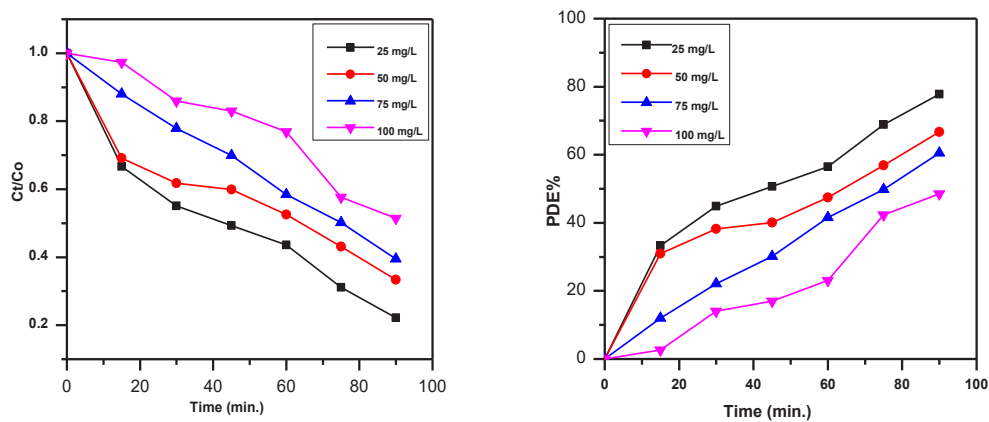 1.0
0.8
0.6
0.4
0.2
Ct/Co
0 20 40 60 80 100
Time (min.)
25 mg/L
50 mg/L
75 mg/L
100 mg/L
100
80
60
40
20
0
PDE%
0 20 40 60 80 100
Time (min.)
25 mg/L
50 mg/L
75 mg/L
100 mg/L